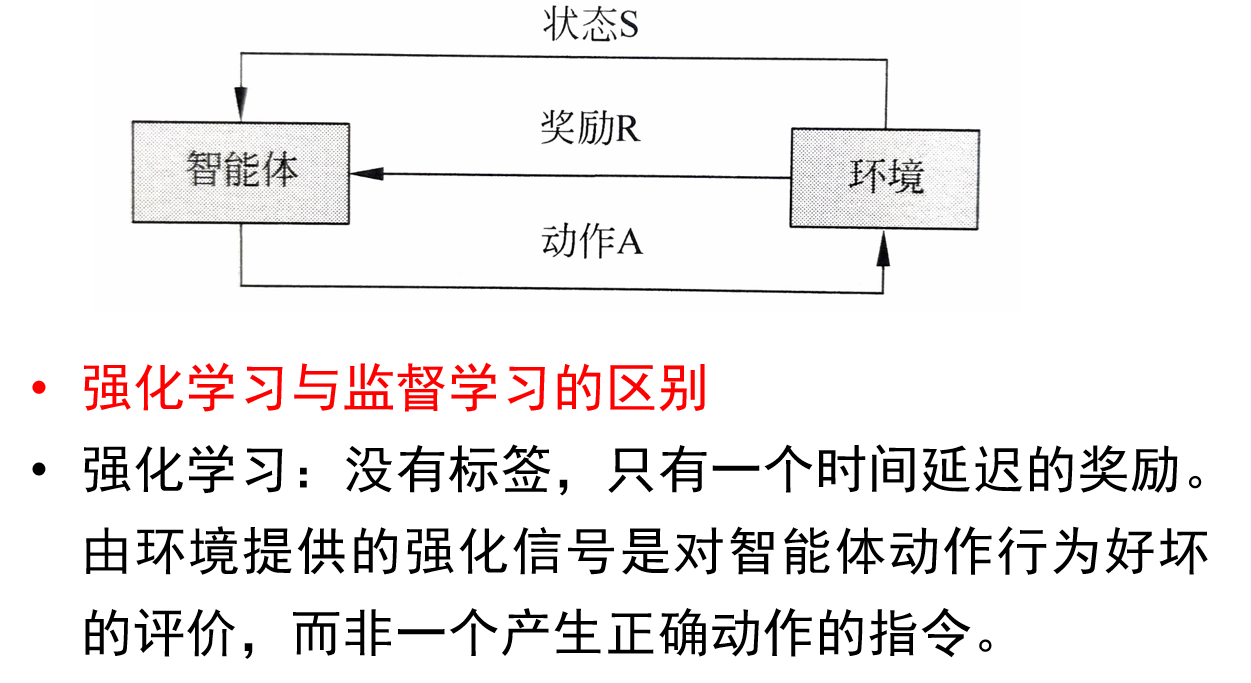 状态S
奖励R
智能体
环境
动作A
• 强化学习与监督学习的区别
• 强化学习：没有标签，只有一个时间延迟的奖励。
由环境提供的强化信号是对智能体动作行为好坏
的评价，而非一个产生正确动作的指令。